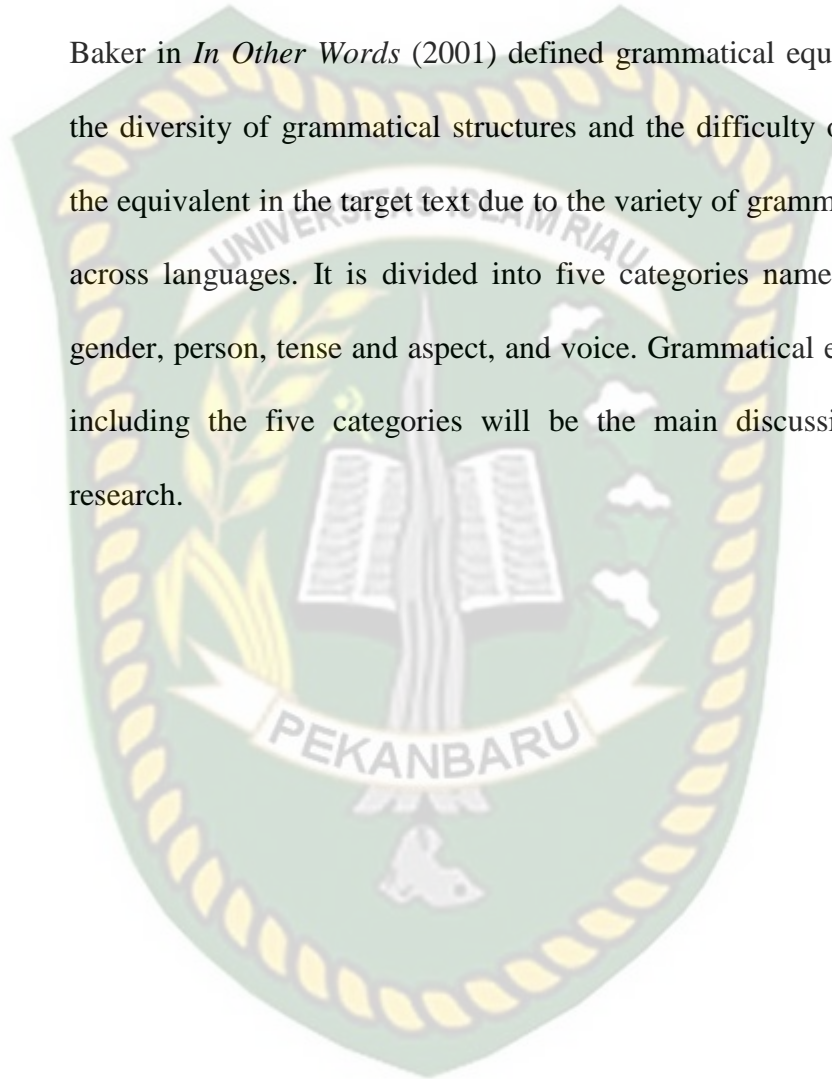 Baker in In Other Words (2001) defined grammatical equi
the diversity of grammatical structures and the difficulty
the equivalent in the target text due to the variety of gramm
across languages. It is divided into five categories name
gender, person, tense and aspect, and voice. Grammatical e
including the five categories will be the main discussi
research.
UNIVERSITAS ISLAM RIAU
PEKANBARU